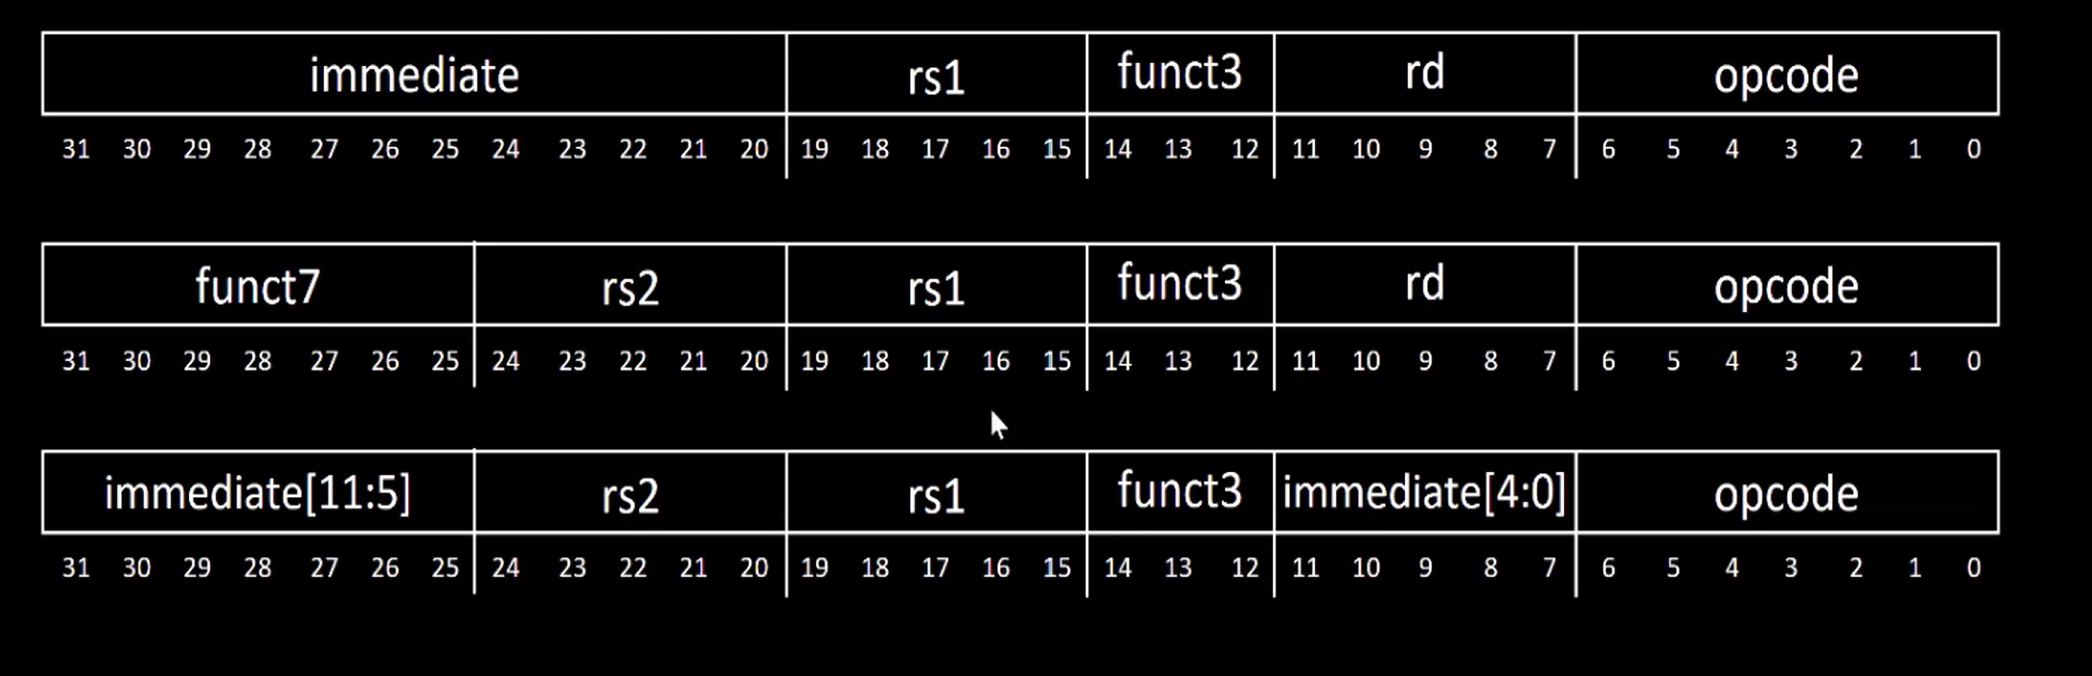 immediate rs1 funct3 rd opcode
31 30 29 28 27 26 25 24 23 22 21 20 19 18 17 16 15 14 13 12 11 10 9 8 7 6 5 4 3 2 1 0
funct7 rs2 rs1 funct3 rd opcode
31 30 29 28 27 26 25 24 23 22 21 20 19 18 17 16 15 14 13 12 11 10 9 8 7 6 5 4 3 2 1 0
immediate[11:5] rs2 rs1 funct3 immediate[4:0] opcode
31 30 29 28 27 26 25 24 23 22 21 20 19 18 17 16 15 14 13 12 11 10 9 8 7 6 5 4 3 2 1 0